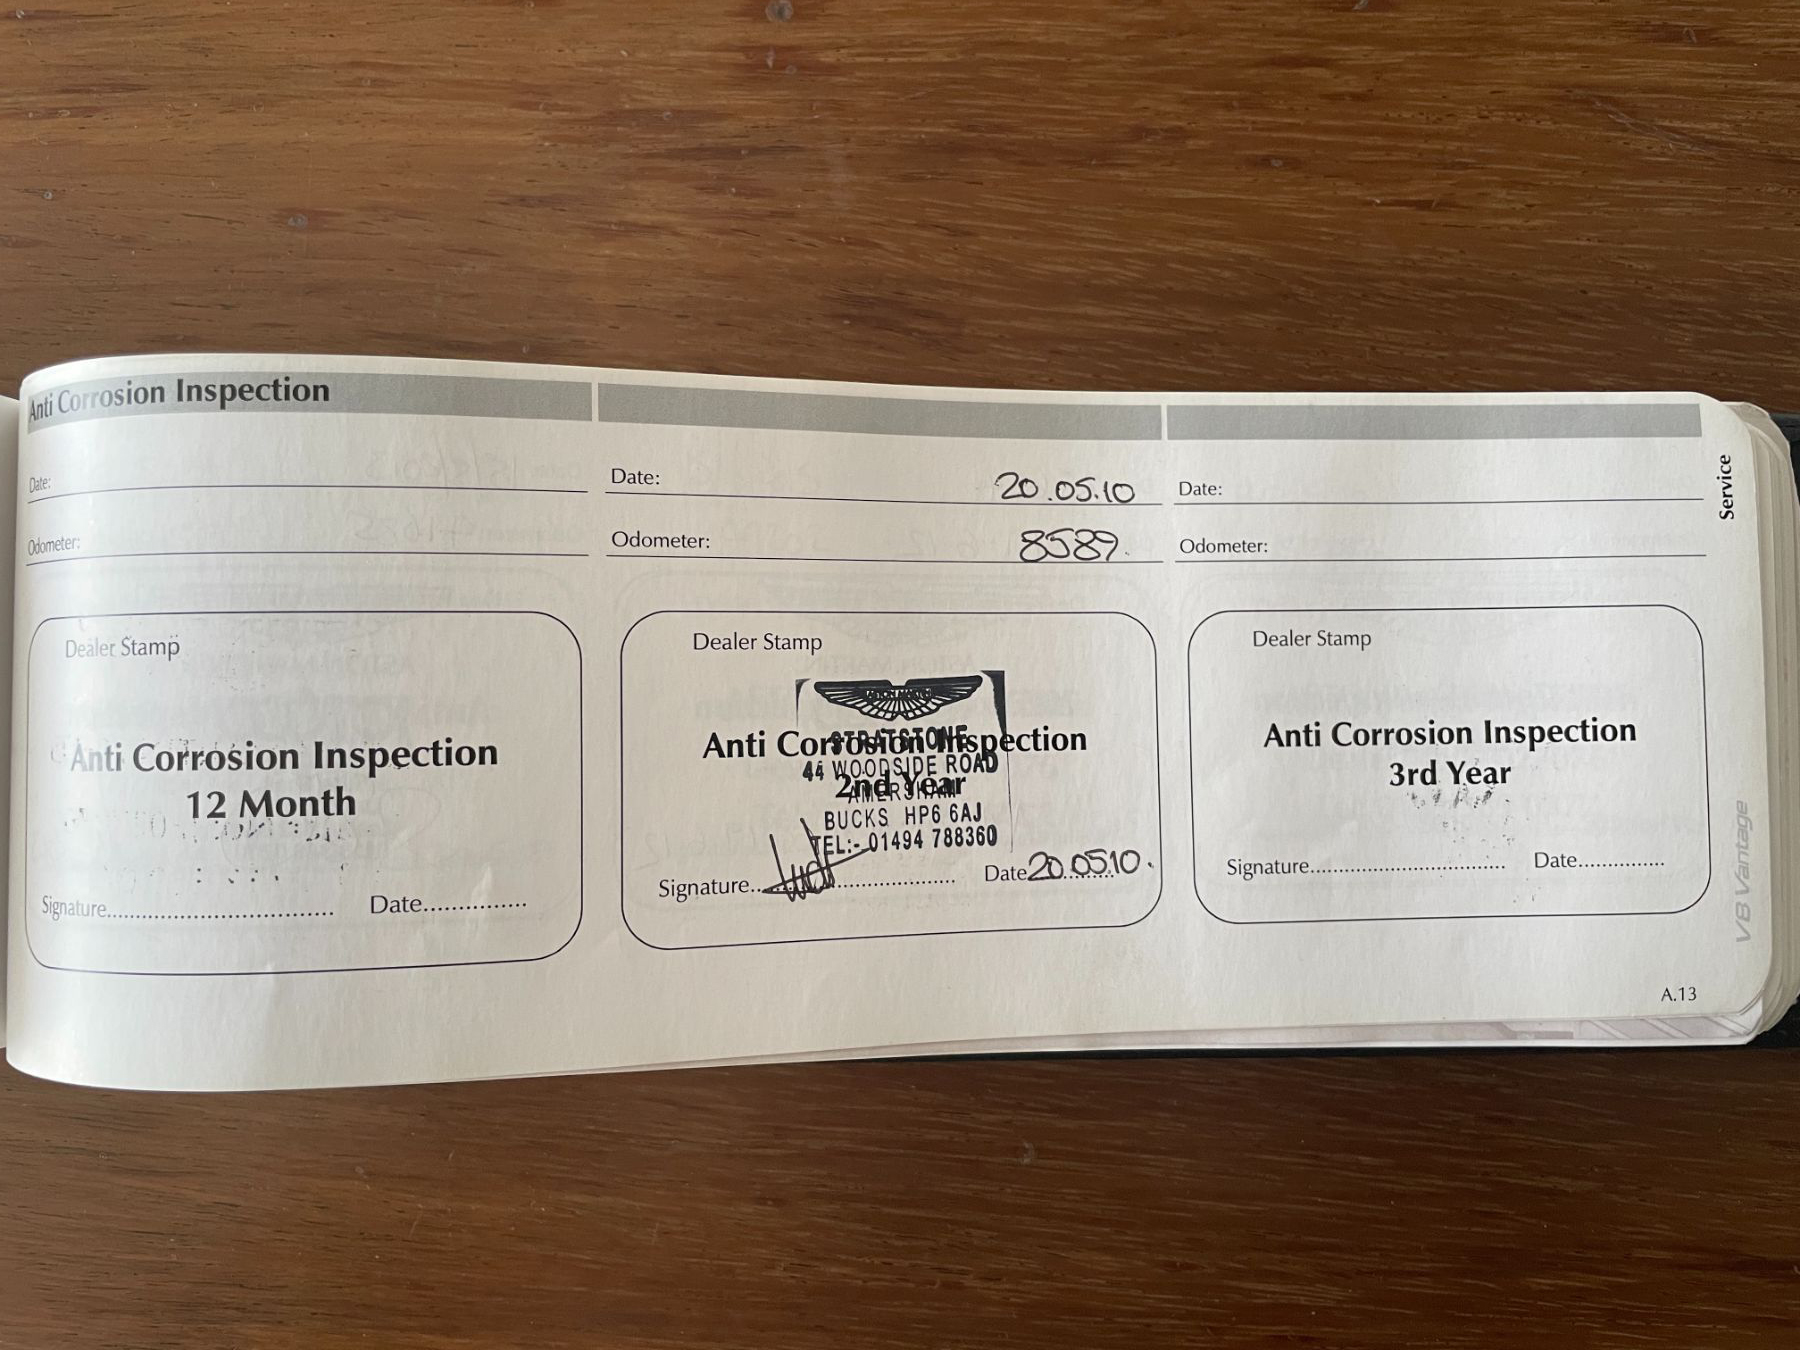 Anti Corrosion Inspection
Date:
Odometer:
Dealer Stamp
Anti Corrosion Inspection
12 Month
Signature.................................. Date...............
Date: 20.05.10
Odometer: 8589.
Dealer Stamp
Anti Corrosion Inspection
2nd Year
STRATSTONE
44 WOODSIDE ROAD
AMERSHAM
BUCKS HP6 6AJ
TEL:- 01494 788360
Signature.................................. Date 20.05.10.
Date:
Odometer:
Dealer Stamp
Anti Corrosion Inspection
3rd Year
Signature.................................. Date...............
Service
V8 Vantage
A.13